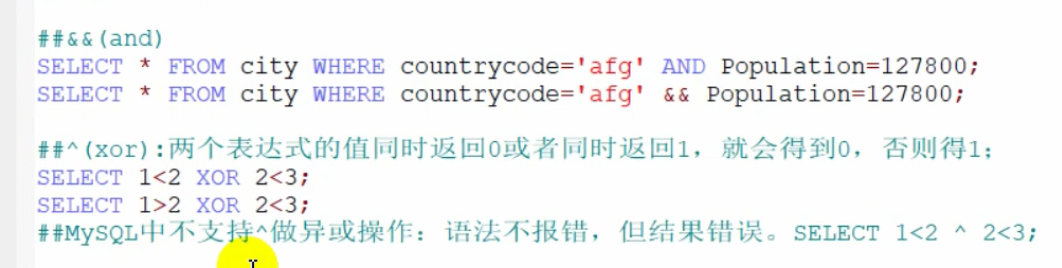 ##&&(and)
SELECT * FROM city WHERE countrycode='afg' AND Population=127800;
SELECT * FROM city WHERE countrycode='afg' && Population=127800;
##^(xor):两个表达式的值同时返回0或者同时返回1，就会得到0，否则得1；
SELECT 1<2 XOR 2<3;
SELECT 1>2 XOR 2<3;
##MySQL中不支持^做异或操作：语法不报错，但结果错误。SELECT 1<2 ^ 2<3;